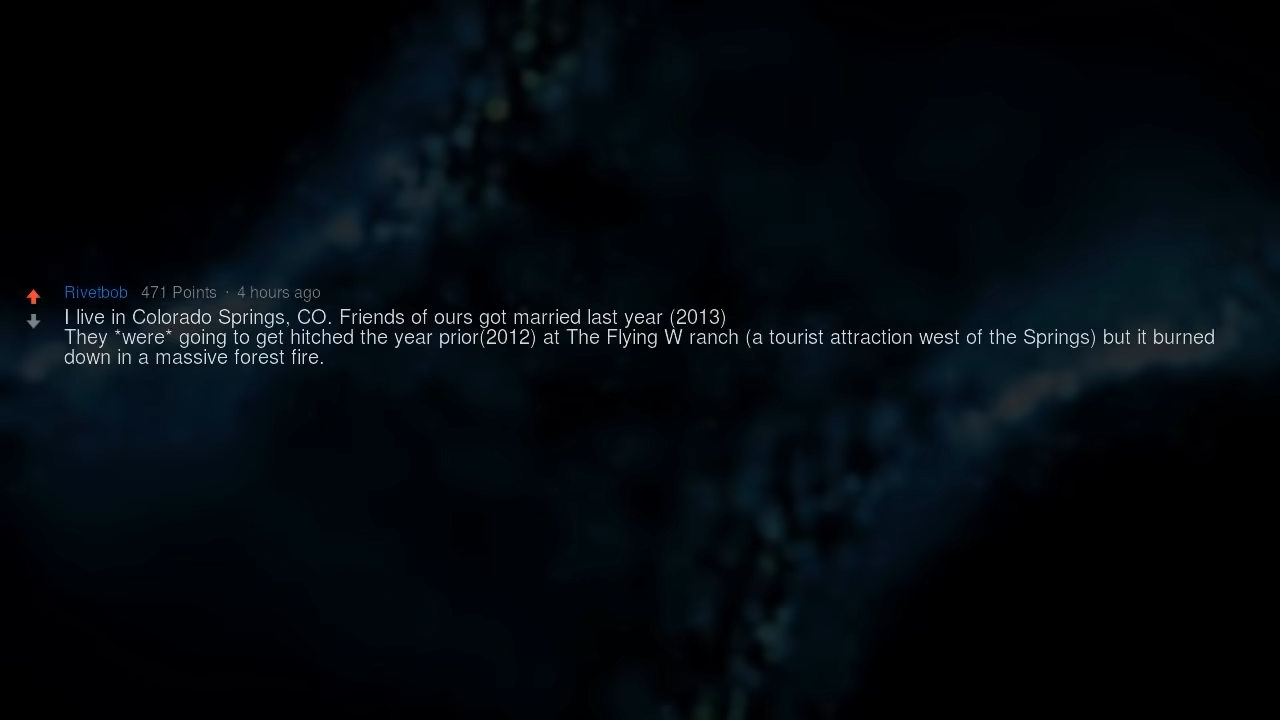 Rivetbob 471 Points · 4 hours ago
I live in Colorado Springs, CO. Friends of ours got married last year (2013)
They *were* going to get hitched the year prior(2012) at The Flying W ranch (a tourist attraction west of the Springs) but it burned
down in a massive forest fire.